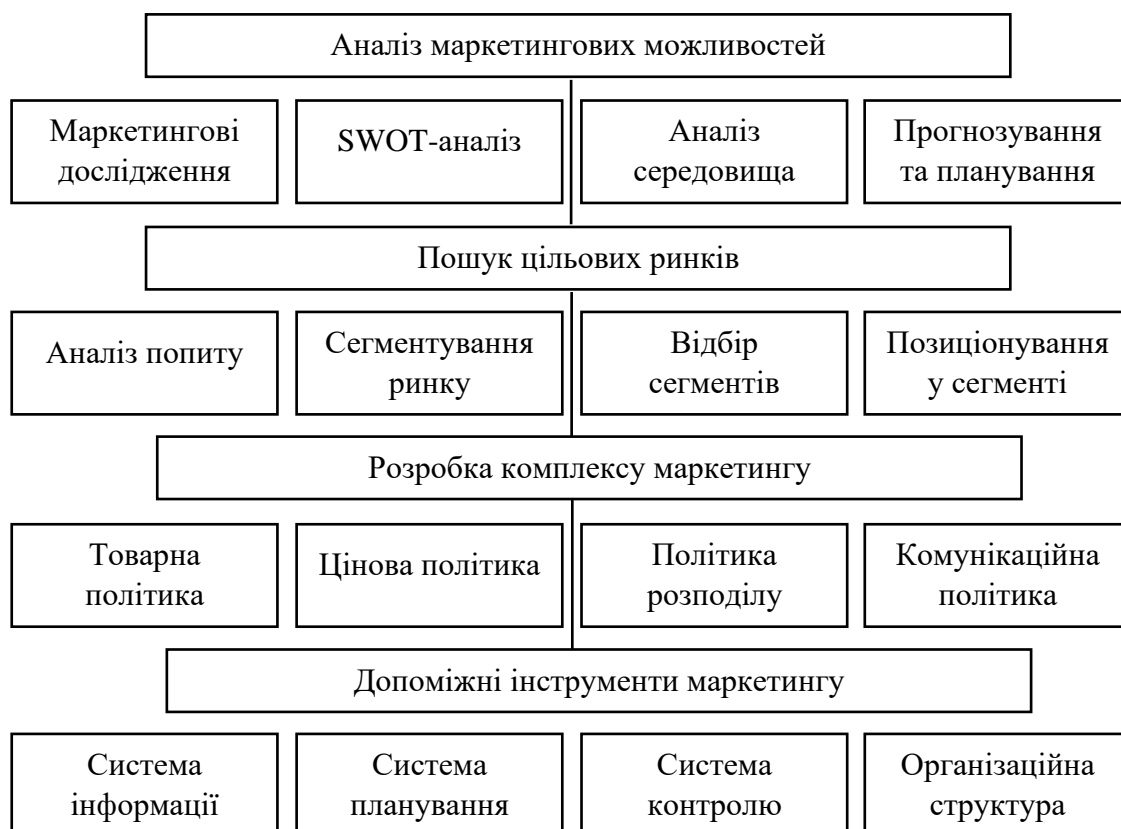 Аналіз маркетингових можливостей
Маркетингові
дослідження
SWOT-аналіз
Аналіз
середовища
Прогнозування
та планування
Пошук цільових ринків
Аналіз попиту
Сегментування
ринку
Відбір
сегментів
Позиціонування
у сегменті
Розробка комплексу маркетингу
Товарна
політика
Цінова політика
Політика
розподілу
Комунікаційна
політика
Допоміжні інструменти маркетингу
Система
інформації
Система
планування
Система
контролю
Організаційна
структура